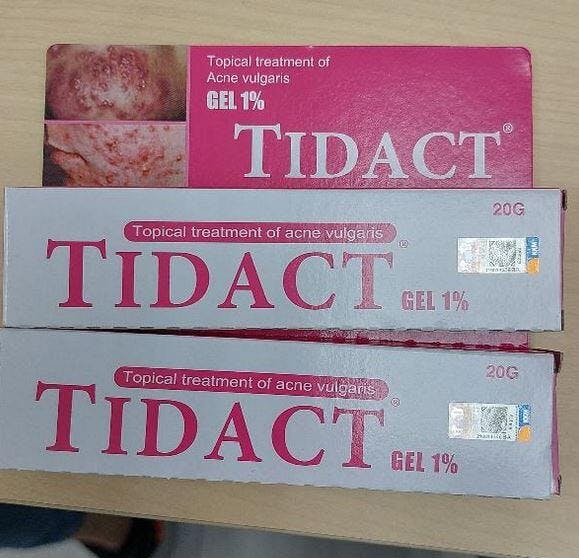 Topical treatment of
Acne vulgaris
GEL 1%
TIDACT®
20G
Topical treatment of acne vulgaris
TIDACT®
GEL 1%
20G
Topical treatment of acne vulgaris
TIDACT®
GEL 1%